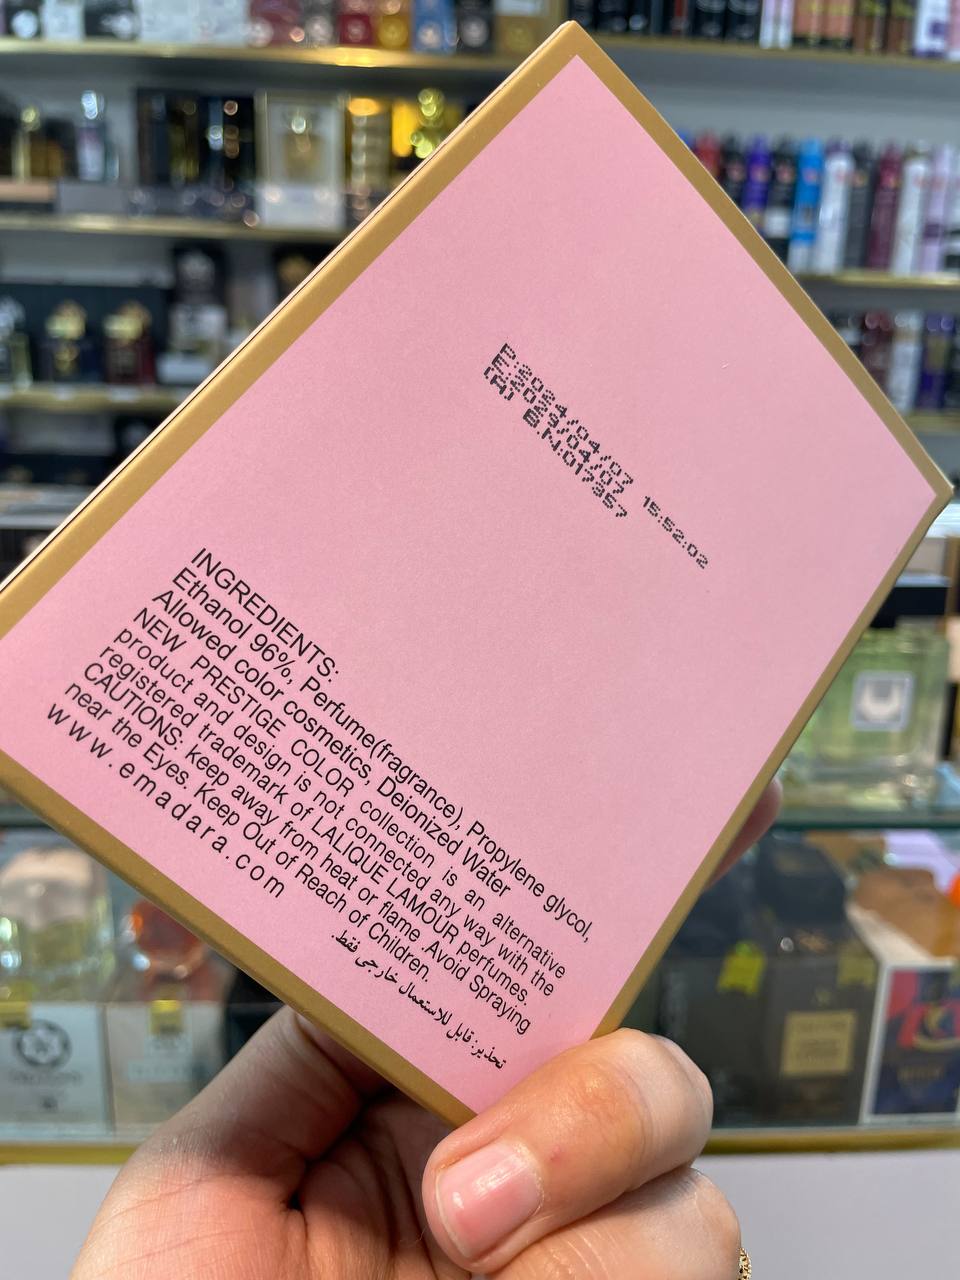 P:2024/04/07 15:52:02
E:2029/04/07
(A) B.N:017957
INGREDIENTS:
Ethanol 96%, Perfume(fragrance), Propylene glycol,
Allowed color cosmetics, Deionized Water
NEW PRESTIGE COLOR collection is an alternative
product and design is not connected any way with the
registered trademark of LALIQUE LAMOUR perfumes.
CAUTIONS: keep away from heat or flame .Avoid Spraying
near the Eyes. Keep Out of Reach of Children.
www.emadara.com
تحذير: قابل للاستعمال خارجي فقط.